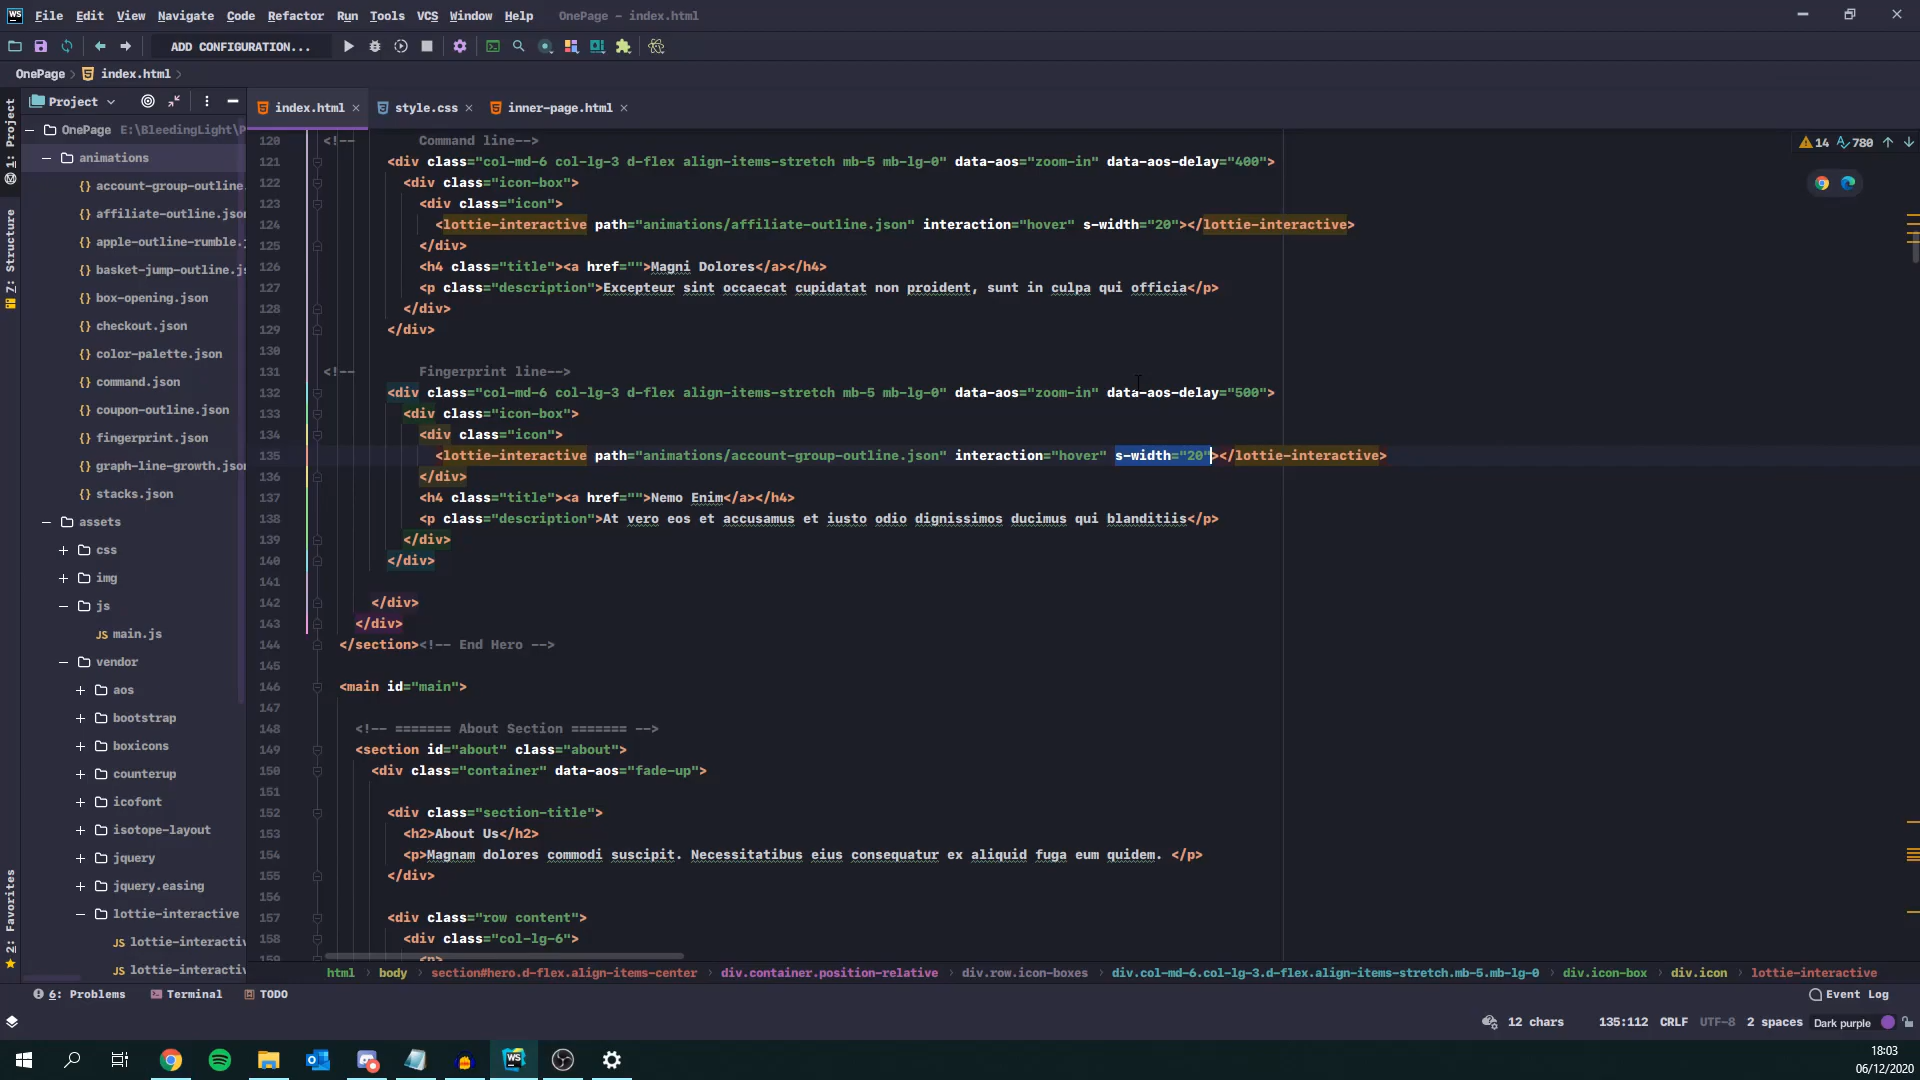 File Edit View Navigate Code Refactor Run Tools VCS Window Help OnePage – index.html
ADD CONFIGURATION...
OnePage index.html
Project index.html style.css inner-page.html
OnePage E:\BleedingLight\P
animations
account-group-outline.
affiliate-outline.json
apple-outline-rumble.j
basket-jump-outline.js
box-opening.json
checkout.json
color-palette.json
command.json
coupon-outline.json
fingerprint.json
graph-line-growth.json
stacks.json
assets
css
img
js
main.js
vendor
aos
bootstrap
boxicons
counterup
icofont
isotope-layout
jquery
jquery.easing
lottie-interactive
lottie-interactiv
lottie-interactiv
1: Project
7: Structure
2: Favorites
14 780
120 <!-- Command line-->
121 <div class="col-md-6 col-lg-3 d-flex align-items-stretch mb-5 mb-lg-0" data-aos="zoom-in" data-aos-delay="400">
122 <div class="icon-box">
123 <div class="icon">
124 <lottie-interactive path="animations/affiliate-outline.json" interaction="hover" s-width="20"></lottie-interactive>
125 </div>
126 <h4 class="title"><a href="">Magni Dolores</a></h4>
127 <p class="description">Excepteur sint occaecat cupidatat non proident, sunt in culpa qui officia</p>
128 </div>
129 </div>
130
131 <!-- Fingerprint line-->
132 <div class="col-md-6 col-lg-3 d-flex align-items-stretch mb-5 mb-lg-0" data-aos="zoom-in" data-aos-delay="500">
133 <div class="icon-box">
134 <div class="icon">
135 <lottie-interactive path="animations/account-group-outline.json" interaction="hover" s-width="20"></lottie-interactive>
136 </div>
137 <h4 class="title"><a href="">Nemo Enim</a></h4>
138 <p class="description">At vero eos et accusamus et iusto odio dignissimos ducimus qui blanditiis</p>
139 </div>
140 </div>
141
142 </div>
143 </div>
144 </section><!-- End Hero -->
145
146 <main id="main">
147
148 <!-- ======= About Section ======= -->
149 <section id="about" class="about">
150 <div class="container" data-aos="fade-up">
151
152 <div class="section-title">
153 <h2>About Us</h2>
154 <p>Magnam dolores commodi suscipit. Necessitatibus eius consequatur ex aliquid fuga eum quidem. </p>
155 </div>
156
157 <div class="row content">
158 <div class="col-lg-6">
159 <p>
html body section#hero.d-flex.align-items-center div.container.position-relative div.row.icon-boxes div.col-md-6.col-lg-3.d-flex.align-items-stretch.mb-5.mb-lg-0 div.icon-box div.icon lottie-interactive
6: Problems Terminal TODO Event Log
12 chars 135:112 CRLF UTF-8 2 spaces Dark purple
18:03
06/12/2020